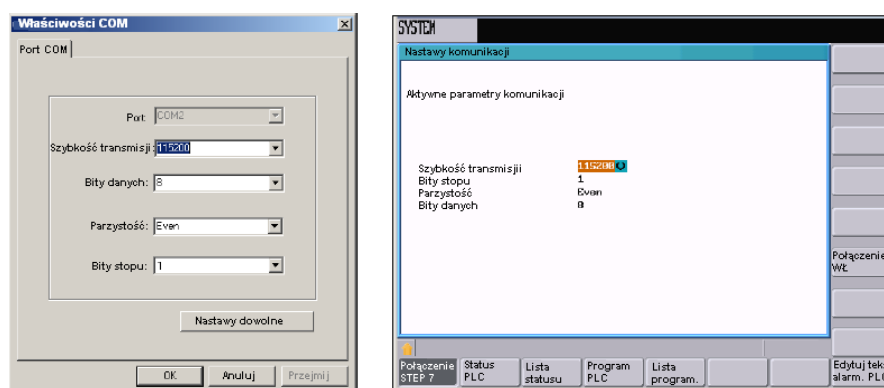 Właściwości COM
Port COM
Port: COM2
Szybkość transmisji: 115200
Bity danych: 8
Parzystość: Even
Bity stopu: 1
Nastawy dowolne
OK Anuluj Przejmij
SYSTEM
Nastawy komunikacji
Aktywne parametry komunikacji
Szybkość transmisjii 115200
Bity stopu 1
Parzystość Even
Bity danych 8
Połączenie
WŁ
Połączenie STEP 7
Status PLC
Lista statusu
Program PLC
Lista program.
Edytuj tek
alarm. PLC